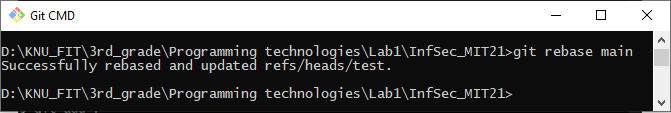 Git CMD
D:\KNU_FIT\3rd_grade\Programming technologies\Lab1\InfSec_MIT21>git rebase main
Successfully rebased and updated refs/heads/test.
D:\KNU_FIT\3rd_grade\Programming technologies\Lab1\InfSec_MIT21>